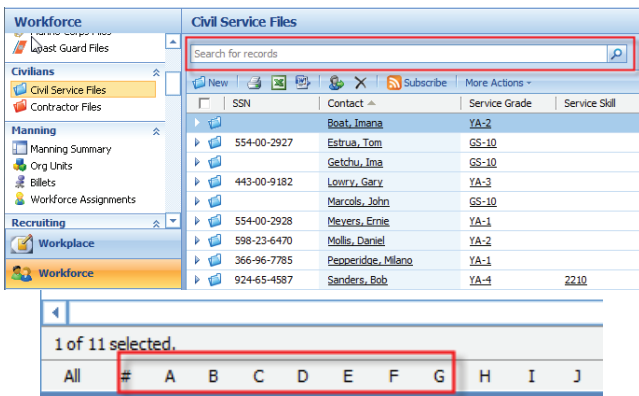 Workforce
Coast Guard Files
Civilians
Civil Service Files
Contractor Files
Manning
Manning Summary
Org Units
Billets
Workforce Assignments
Recruiting
Workplace
Workforce
Civil Service Files
Search for records
New Subscribe More Actions
SSN Contact Service Grade Service Skill
Boat, Imana YA-2
554-00-2927 Estrua, Tom GS-10
Getchu, Ima GS-10
443-00-9182 Lowry, Gary YA-3
Marcols, John GS-10
554-00-2928 Meyers, Ernie YA-1
598-23-6470 Mollis, Daniel YA-2
366-96-7785 Pepperidge, Milano YA-1
924-65-4587 Sanders, Bob YA-4 2210
1 of 11 selected.
All # A B C D E F G H I J